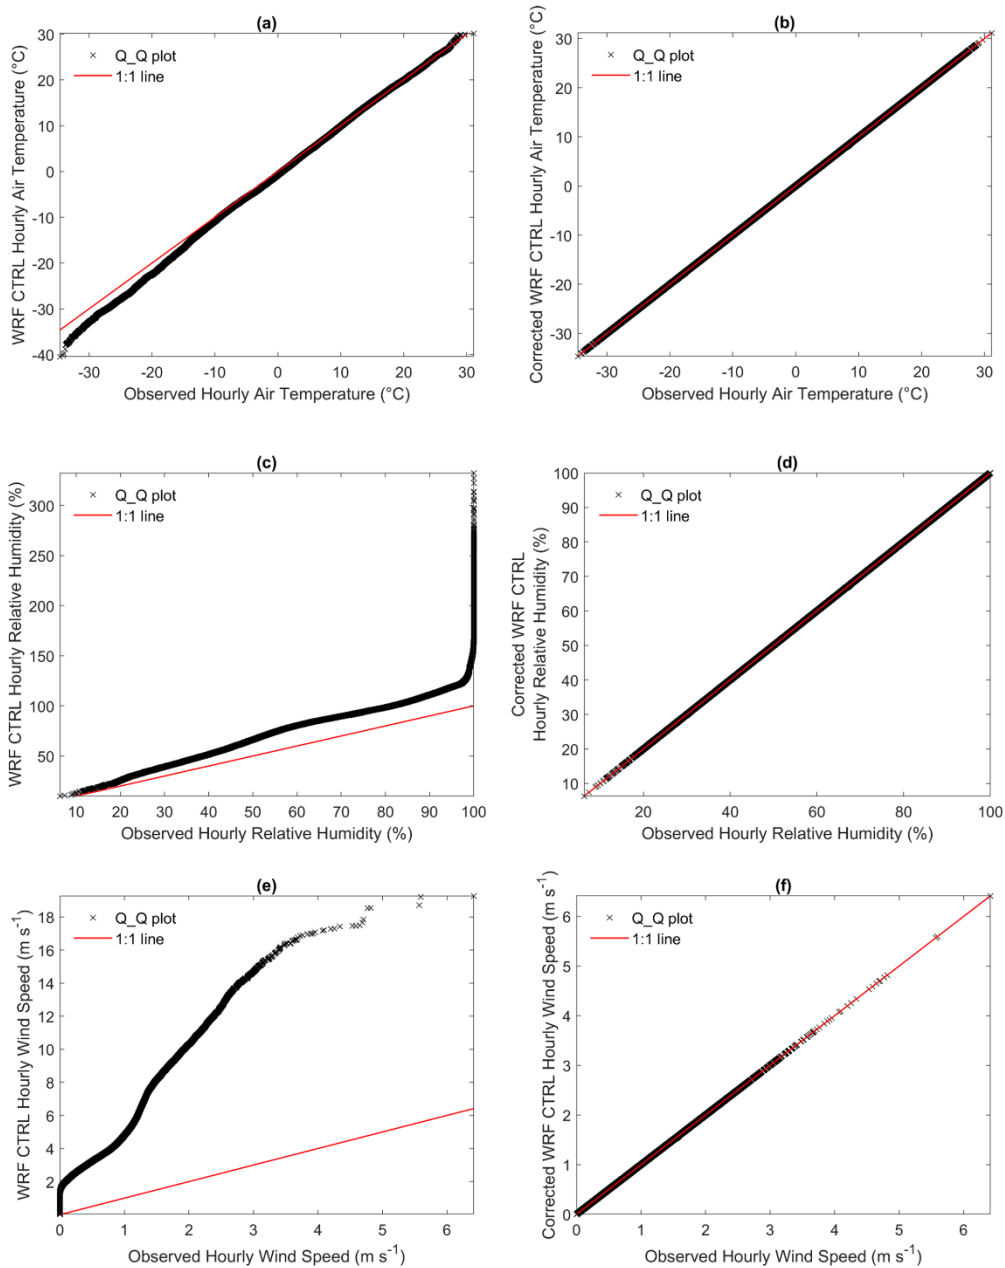 (a)
30
20
10
0
-10
-20
-30
-40
WRF CTRL Hourly Air Temperature (°C)
Q_Q plot
1:1 line
-30 -20 -10 0 10 20 30
Observed Hourly Air Temperature (°C)
(b)
30
20
10
0
-10
-20
-30
Corrected WRF CTRL Hourly Air Temperature (°C)
Q_Q plot
1:1 line
-30 -20 -10 0 10 20 30
Observed Hourly Air Temperature (°C)
(c)
300
250
200
150
100
50
WRF CTRL Hourly Relative Humidity (%)
Q_Q plot
1:1 line
10 20 30 40 50 60 70 80 90 100
Observed Hourly Relative Humidity (%)
(d)
100
90
80
70
60
50
40
30
20
10
Corrected WRF CTRL
Hourly Relative Humidity (%)
Q_Q plot
1:1 line
20 40 60 80 100
Observed Hourly Relative Humidity (%)
(e)
18
16
14
12
10
8
6
4
2
WRF CTRL Hourly Wind Speed (m s⁻¹)
Q_Q plot
1:1 line
0 1 2 3 4 5 6
Observed Hourly Wind Speed (m s⁻¹)
(f)
6
5
4
3
2
1
0
Corrected WRF CTRL Hourly Wind Speed (m s⁻¹)
Q_Q plot
1:1 line
0 1 2 3 4 5 6
Observed Hourly Wind Speed (m s⁻¹)